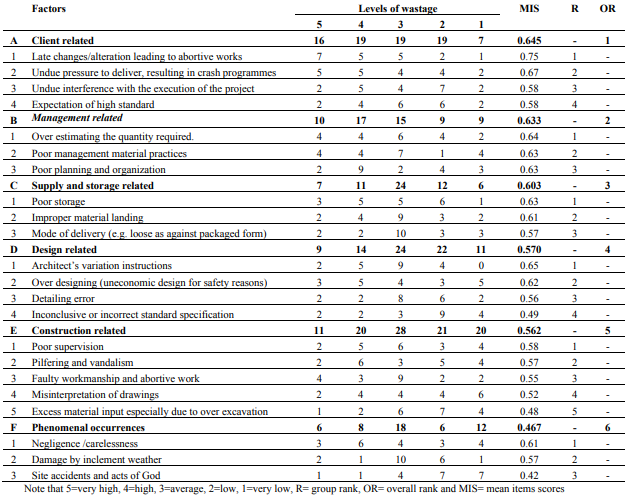 Factors Levels of wastage MIS R OR
5 4 3 2 1
A Client related 16 19 19 19 7 0.645 - 1
1 Late changes/alteration leading to abortive works 7 5 5 2 1 0.75 1 -
2 Undue pressure to deliver, resulting in crash programmes 5 5 4 4 2 0.67 2 -
3 Undue interference with the execution of the project 2 5 4 7 2 0.58 3 -
4 Expectation of high standard 2 4 6 6 2 0.58 4 -
B Management related 10 17 15 9 9 0.633 - 2
1 Over estimating the quantity required. 4 4 6 4 2 0.64 1 -
2 Poor management material practices 4 4 7 1 4 0.63 2 -
3 Poor planning and organization 2 9 2 4 3 0.63 3 -
C Supply and storage related 7 11 24 12 6 0.603 - 3
1 Poor storage 3 5 5 6 1 0.63 1 -
2 Improper material landing 2 4 9 3 2 0.61 2 -
3 Mode of delivery (e.g. loose as against packaged form) 2 2 10 3 3 0.57 3 -
D Design related 9 14 24 22 11 0.570 - 4
1 Architect's variation instructions 2 5 9 4 0 0.65 1 -
2 Over designing (uneconomic design for safety reasons) 3 5 4 3 5 0.62 2 -
3 Detailing error 2 2 8 6 2 0.56 3 -
4 Inconclusive or incorrect standard specification 2 2 3 9 4 0.49 4 -
E Construction related 11 20 28 21 20 0.562 - 5
1 Poor supervision 2 5 6 3 4 0.58 1 -
2 Pilfering and vandalism 2 6 3 5 4 0.57 2 -
3 Faulty workmanship and abortive work 4 3 9 2 2 0.55 3 -
4 Misinterpretation of drawings 2 4 4 4 6 0.52 4 -
5 Excess material input especially due to over excavation 1 2 6 7 4 0.48 5 -
F Phenomenal occurrences 6 8 18 6 12 0.467 - 6
1 Negligence /carelessness 3 6 4 3 4 0.61 1 -
2 Damage by inclement weather 2 1 10 6 1 0.57 2 -
3 Site accidents and acts of God 1 1 4 7 7 0.42 3 -
Note that 5=very high, 4=high, 3=average, 2=low, 1=very low, R= group rank, OR= overall rank and MIS= mean items scores